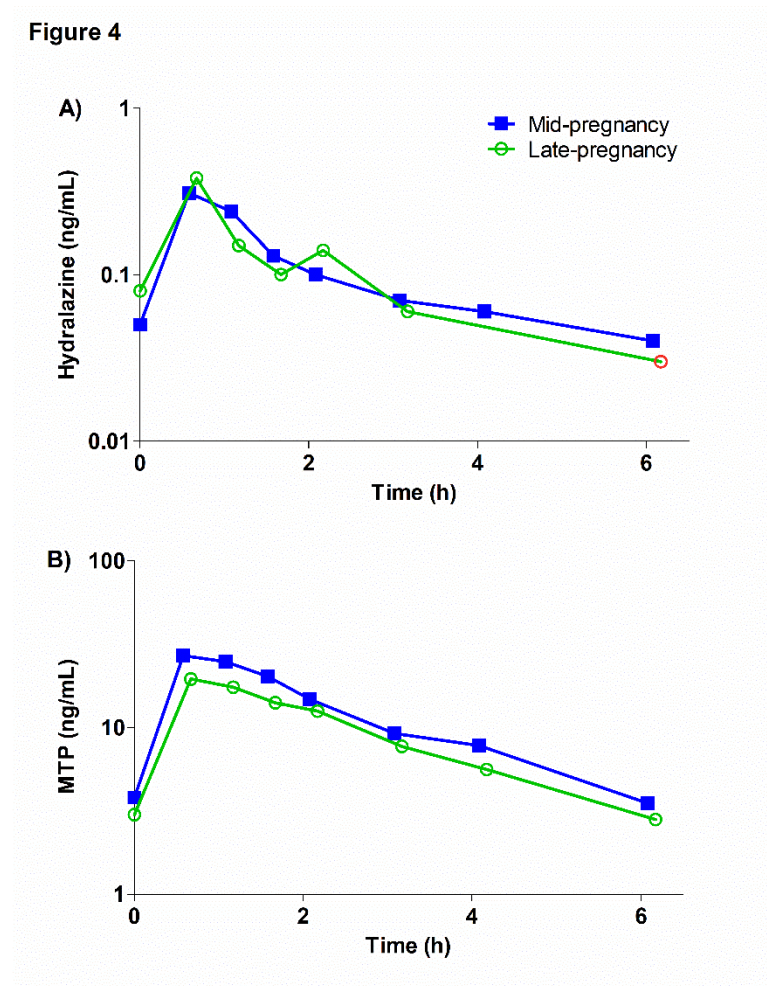 Figure 4
A)
1
0.1
0.01
Hydralazine (ng/mL)
Mid-pregnancy
Late-pregnancy
0 2 4 6
Time (h)
B)
100
10
1
MTP (ng/mL)
0 2 4 6
Time (h)